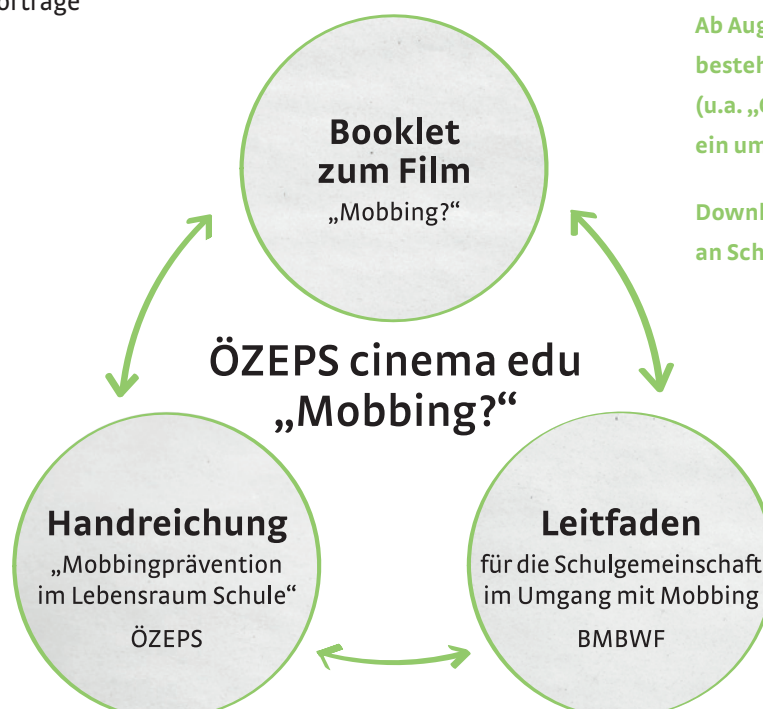 Ab
besteh
(u.a.
ein um
Downl
an Sch
Booklet
zum Film
„Mobbing?“
ÖZEPS cinema edu
„Mobbing?“
Handreichung
„Mobbingprävention
im Lebensraum Schule“
ÖZEPS
Leitfaden
für die Schulgemeinschaft
im Umgang mit Mobbing
BMBWF